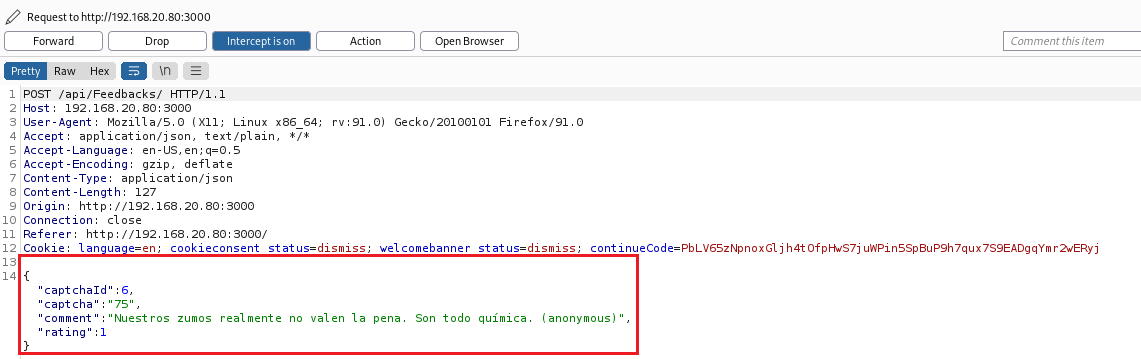 Request to http://192.168.20.80:3000
Forward Drop Intercept is on Action Open Browser Comment this item
Pretty Raw Hex \n
1 POST /api/Feedbacks/ HTTP/1.1
2 Host: 192.168.20.80:3000
3 User-Agent: Mozilla/5.0 (X11; Linux x86_64; rv:91.0) Gecko/20100101 Firefox/91.0
4 Accept: application/json, text/plain, */*
5 Accept-Language: en-US,en;q=0.5
6 Accept-Encoding: gzip, deflate
7 Content-Type: application/json
8 Content-Length: 127
9 Origin: http://192.168.20.80:3000
10 Connection: close
11 Referer: http://192.168.20.80:3000/
12 Cookie: language=en; cookieconsent_status=dismiss; welcomebanner_status=dismiss; continueCode=PbLV65zNpnoxGljh4tOfpHwS7juWPin5SpBuP9h7qux7S9EADgqYmr2wERyj
13
14 {
"captchaId":6,
"captcha":"75",
"comment":"Nuestros zumos realmente no valen la pena. Son todo química. (anonymous)",
"rating":1
}